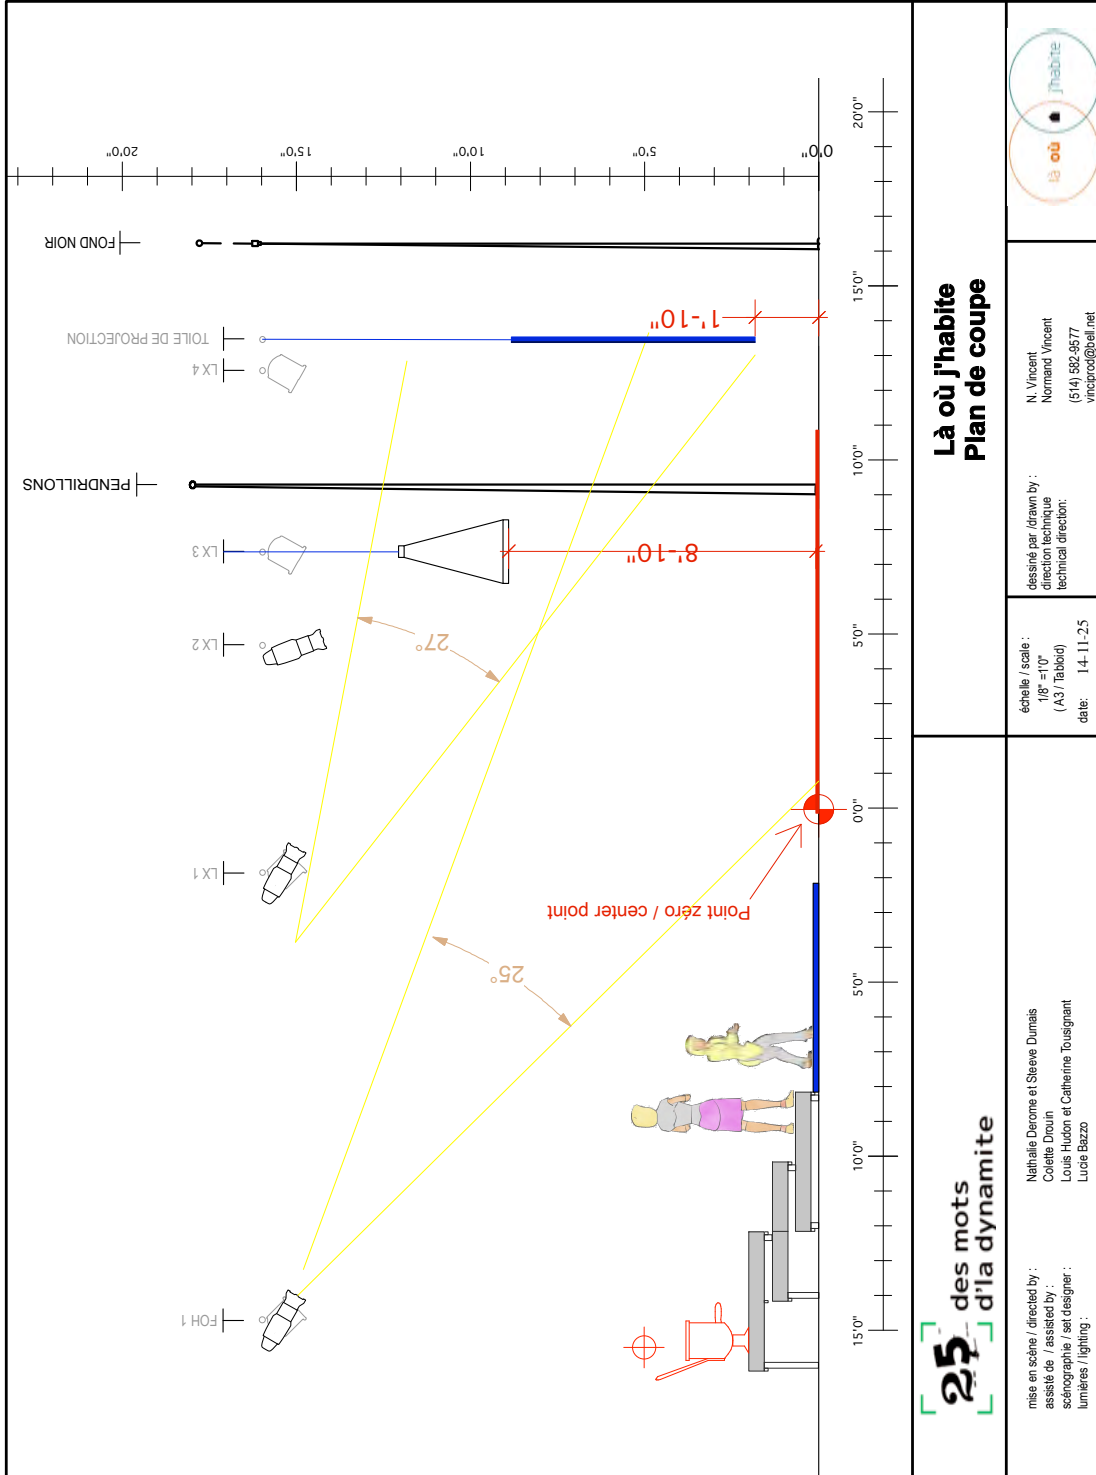 20'0"
15'0"
10'0"
5'0"
0'0"
FOND NOIR
TOILE DE PROJECTION
LX 4
PENDRILLONS
LX 3
LX 2
LX 1
FOH 1
1'-10"
8'-10"
27°
25°
Point zéro / center point
20'0"
15'0"
10'0"
5'0"
0'0"
5'0"
10'0"
15'0"
Là où j'habite
Plan de coupe
25 des mots
d'la dynamite
mise en scène / directed by : Nathalie Derome et Steeve Dumais
assisté de / assisted by : Colette Drouin
scénographie / set designer : Louis Hudon et Catherine Tousignant
lumières / lighting : Lucie Bazzo
échelle / scale :
1/8" =1'0"
( A3 / Tabloid)
date: 14-11-25
dessiné par /drawn by : N. Vincent
direction technique Normand Vincent
technical direction:
(514) 582-9577
vinciprod@bell.net
là où j'habite